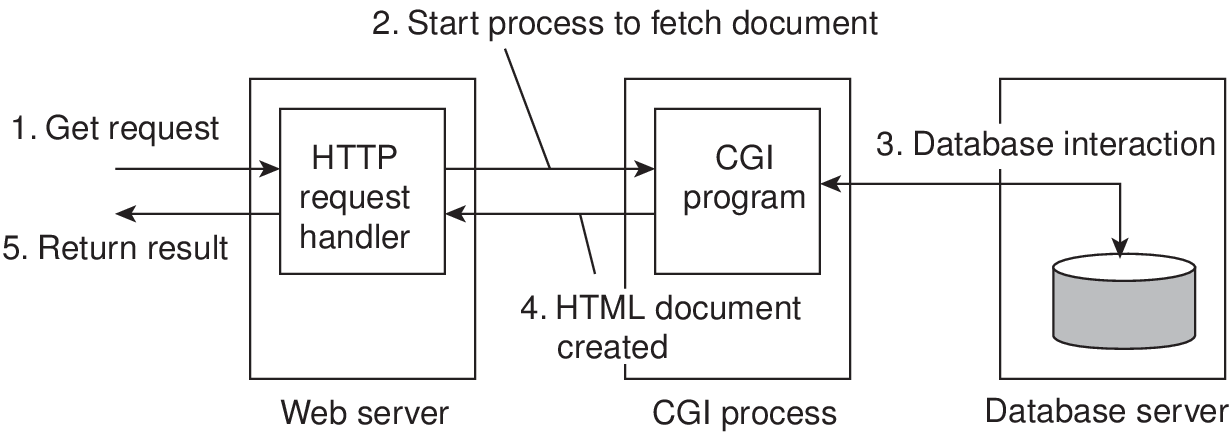 2. Start process to fetch document
1. Get request
HTTP
request
handler
CGI
program
3. Database interaction
5. Return result
4. HTML document
created
Web server
CGI process
Database server